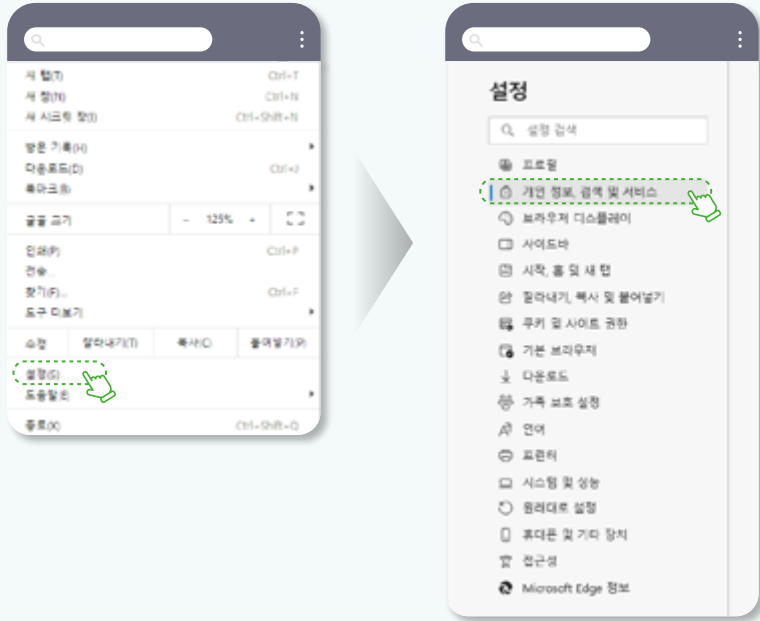 새 탭(T) Ctrl+T
새 창(N) Ctrl+N
새 시크릿 창(I) Ctrl+Shift+N
방문 기록(H)
다운로드(D) Ctrl+J
북마크(B)
글꼴 크기 - 125% +
인쇄(P) Ctrl+P
전송...
찾기(F)... Ctrl+F
도구 더보기
수정 잘라내기(T) 복사(C) 붙여넣기(P)
설정(S)
도움말(E)
종료(X) Ctrl+Shift+Q
설정
설정 검색
프로필
개인 정보, 검색 및 서비스
브라우저 디스플레이
사이드바
시작, 홈 및 새 탭
잘라내기, 복사 및 붙여넣기
쿠키 및 사이트 권한
기본 브라우저
다운로드
가족 보호 설정
언어
프린터
시스템 및 성능
원래대로 설정
휴대폰 및 기타 장치
접근성
Microsoft Edge 정보